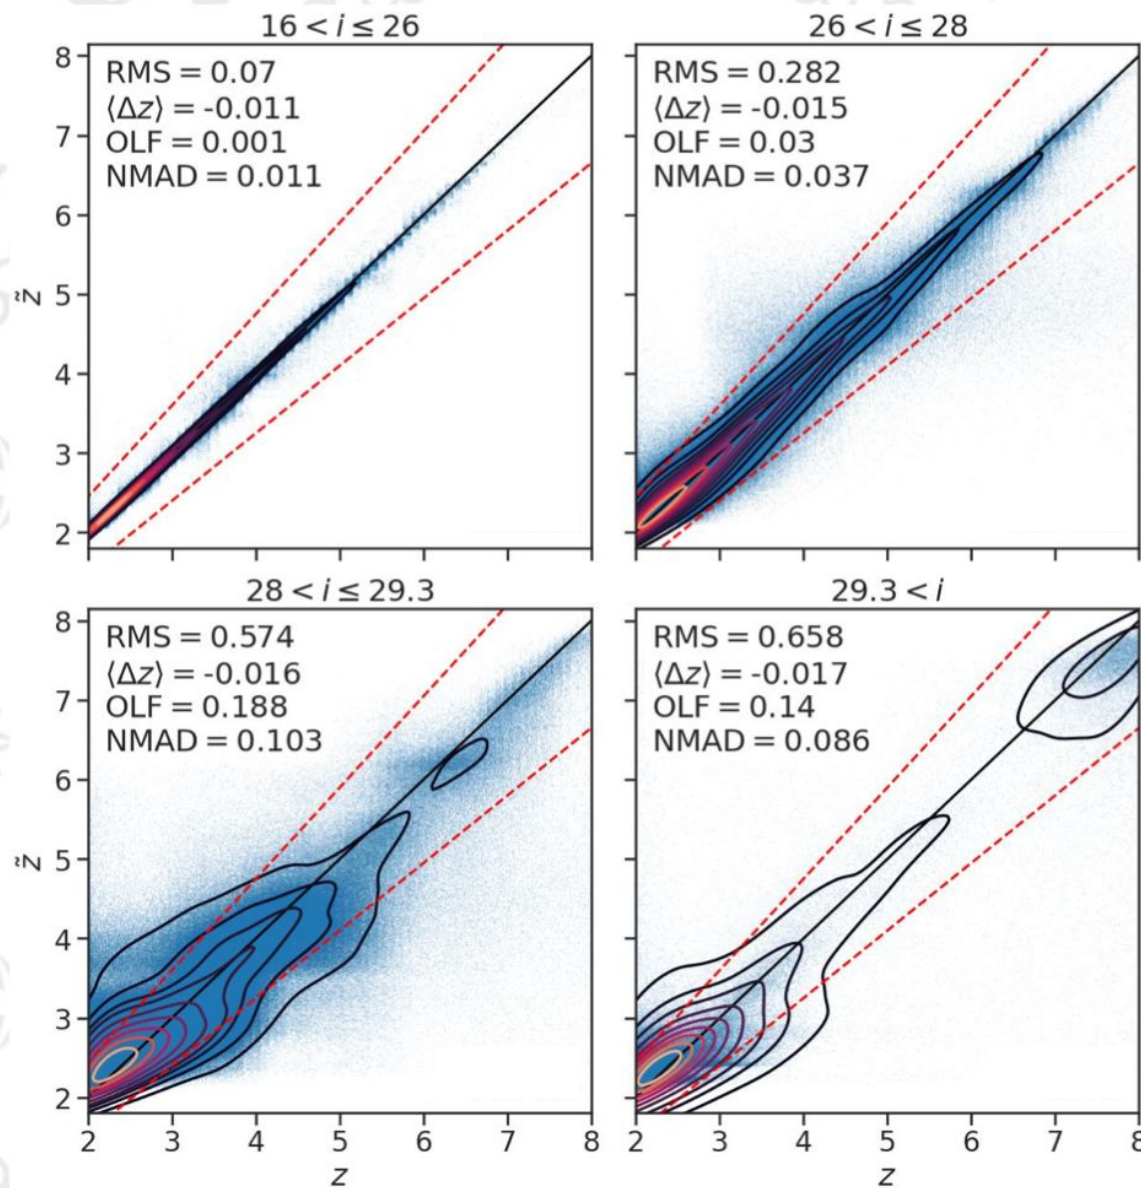 16 < i ≤ 26
RMS = 0.07
⟨Δz⟩ = -0.011
OLF = 0.001
NMAD = 0.011
8
7
6
5
4
3
2
z̃
26 < i ≤ 28
RMS = 0.282
⟨Δz⟩ = -0.015
OLF = 0.03
NMAD = 0.037
28 < i ≤ 29.3
RMS = 0.574
⟨Δz⟩ = -0.016
OLF = 0.188
NMAD = 0.103
8
7
6
5
4
3
2
z̃
2 3 4 5 6 7 8
z
29.3 < i
RMS = 0.658
⟨Δz⟩ = -0.017
OLF = 0.14
NMAD = 0.086
2 3 4 5 6 7 8
z